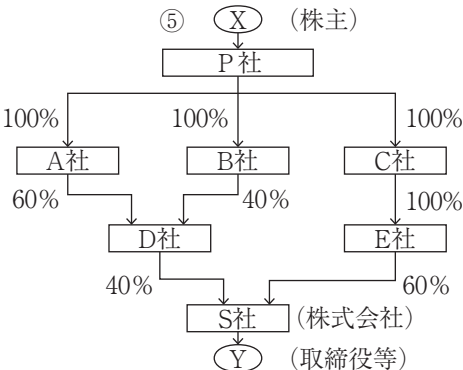 ⑤ X (株主)
P社
100% 100% 100%
A社 B社 C社
60% 40% 100%
D社 E社
40% 60%
S社 (株式会社)
Y (取締役等)